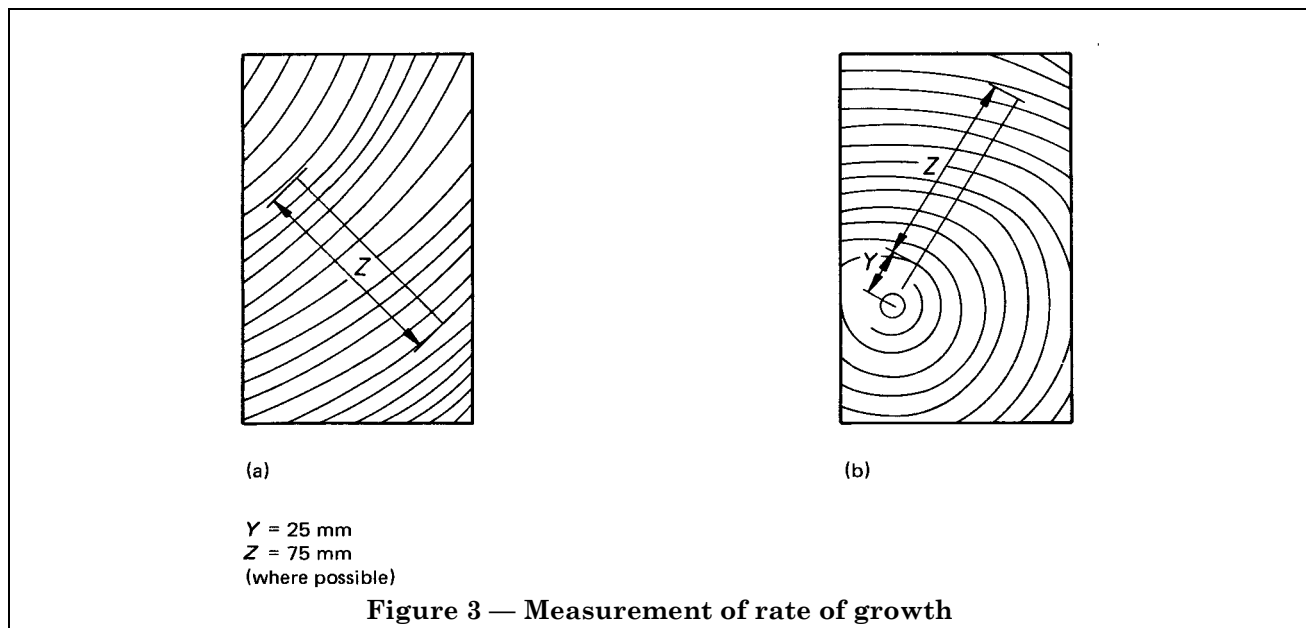 Z
Z
Y
(a)
(b)
Y = 25 mm
Z = 75 mm
(where possible)
Figure 3 — Measurement of rate of growth